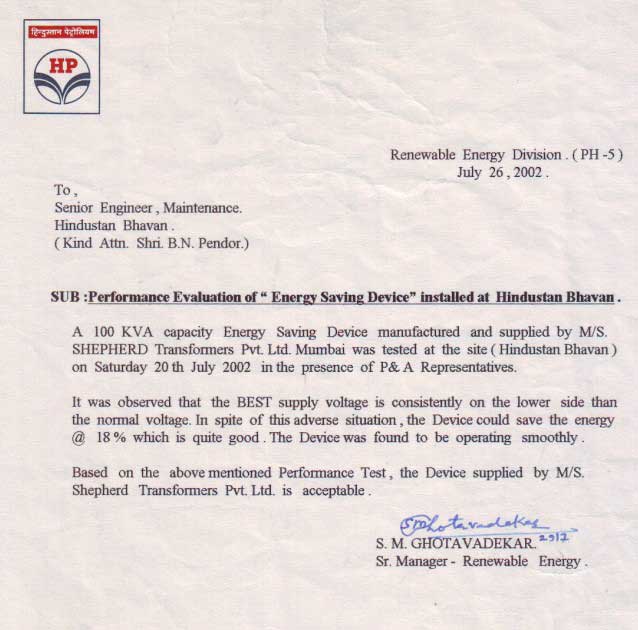 हिन्दुस्तान पेट्रोलियम
HP
Renewable Energy Division . ( PH -5 )
July 26 , 2002 .
To ,
Senior Engineer , Maintenance.
Hindustan Bhavan .
( Kind Attn. Shri. B.N. Pendor.)
SUB :Performance Evaluation of “ Energy Saving Device” installed at Hindustan Bhavan .
A 100 KVA capacity Energy Saving Device manufactured and supplied by M/S.
SHEPHERD Transformers Pvt. Ltd. Mumbai was tested at the site ( Hindustan Bhavan )
on Saturday 20 th July 2002 in the presence of P& A Representatives.
It was observed that the BEST supply voltage is consistently on the lower side than
the normal voltage. In spite of this adverse situation , the Device could save the energy
@ 18 % which is quite good . The Device was found to be operating smoothly .
Based on the above mentioned Performance Test , the Device supplied by M/S.
Shepherd Transformers Pvt. Ltd. is acceptable .
SMGhotavadekar
S. M. GHOTAVADEKAR.
Sr. Manager - Renewable Energy .